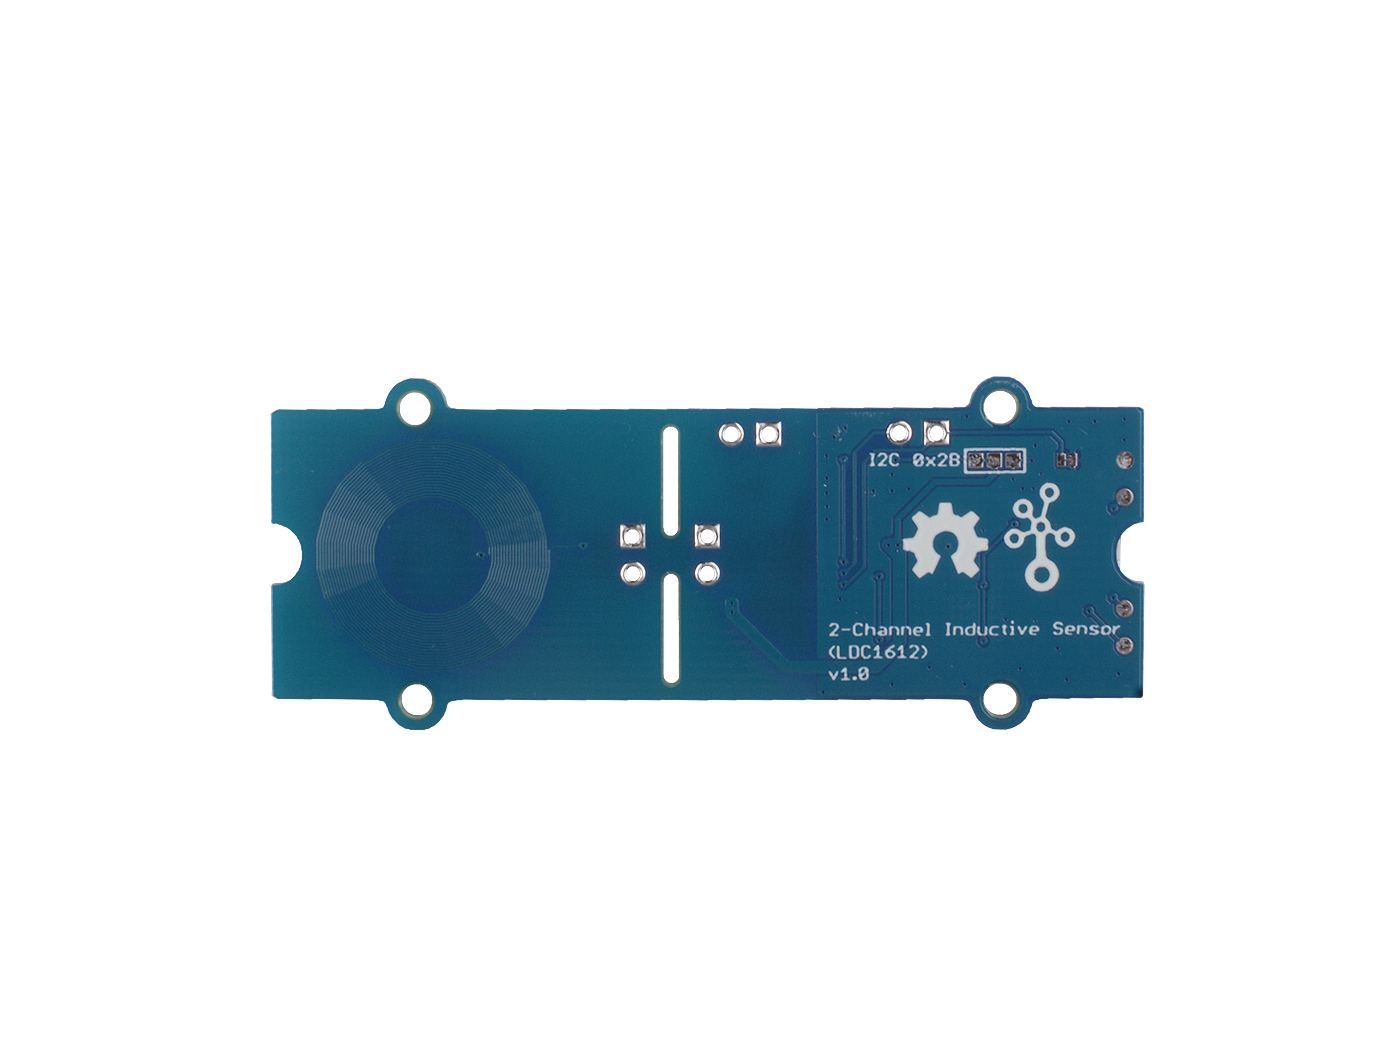 I2C 0x2B
2-Channel Inductive Sensor
(LDC1612)
v1.0